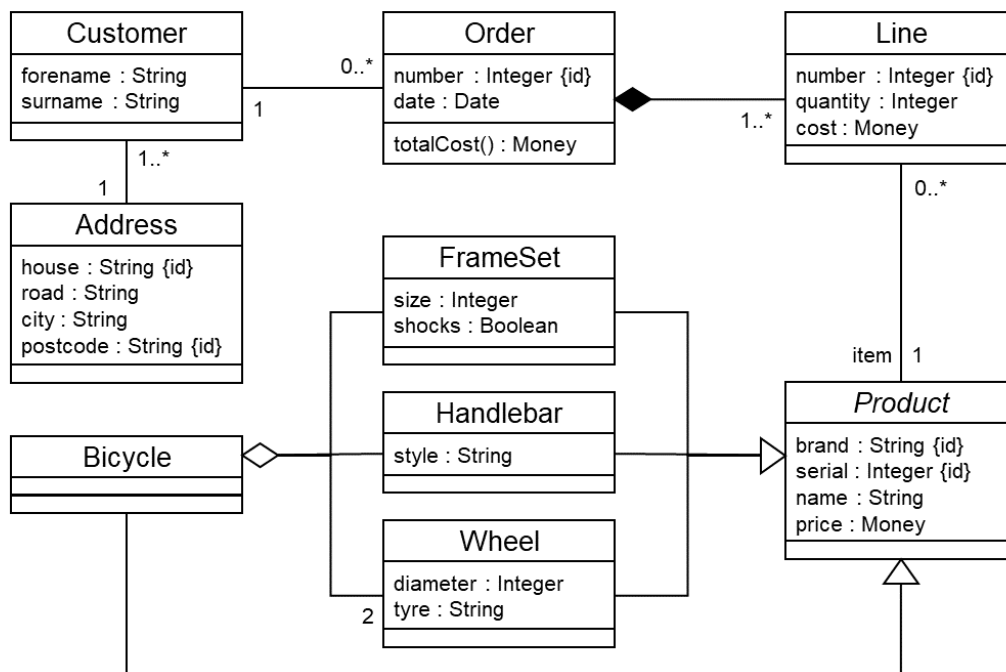 Customer
forename : String
surname : String
1
0..*
Order
number : Integer {id}
date : Date
totalCost() : Money
1..*
Line
number : Integer {id}
quantity : Integer
cost : Money
1..*
1
Address
house : String {id}
road : String
city : String
postcode : String {id}
0..*
item
1
FrameSet
size : Integer
shocks : Boolean
Handlebar
style : String
Wheel
diameter : Integer
tyre : String
2
Bicycle
Product
brand : String {id}
serial : Integer {id}
name : String
price : Money